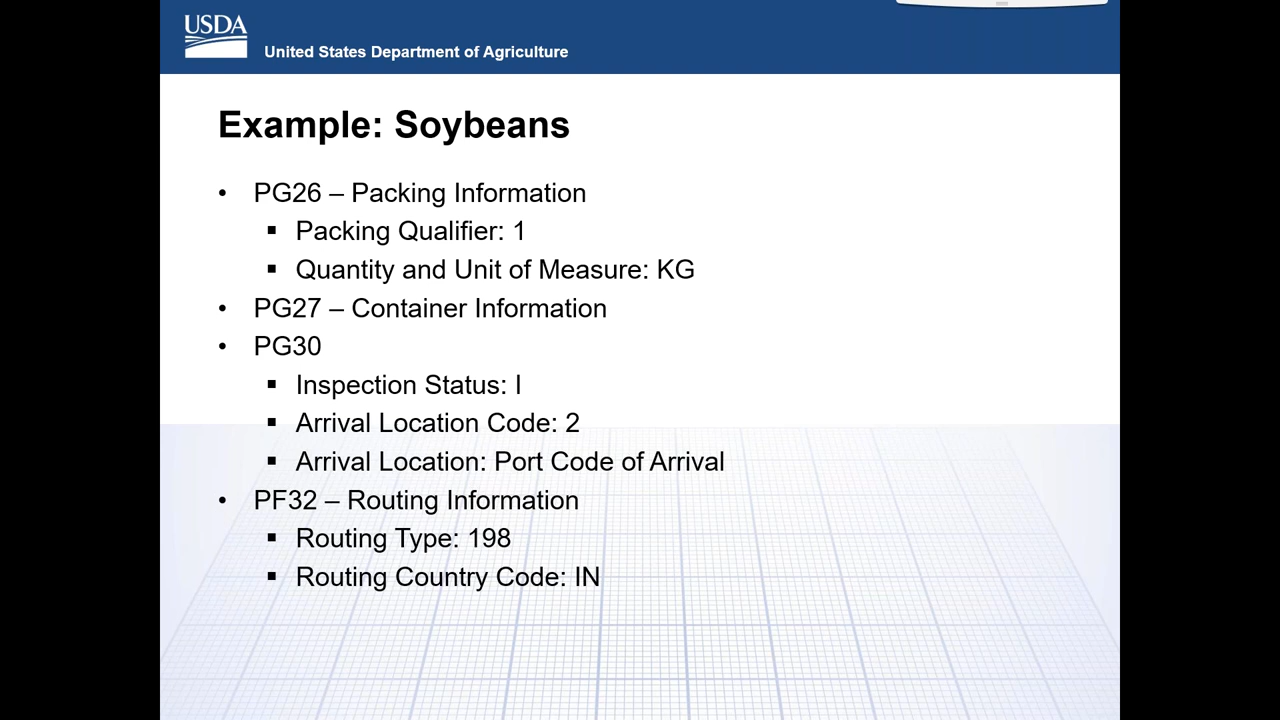 USDA
United States Department of Agriculture
Example: Soybeans
• PG26 – Packing Information
▪ Packing Qualifier: 1
▪ Quantity and Unit of Measure: KG
• PG27 – Container Information
• PG30
▪ Inspection Status: I
▪ Arrival Location Code: 2
▪ Arrival Location: Port Code of Arrival
• PF32 – Routing Information
▪ Routing Type: 198
▪ Routing Country Code: IN